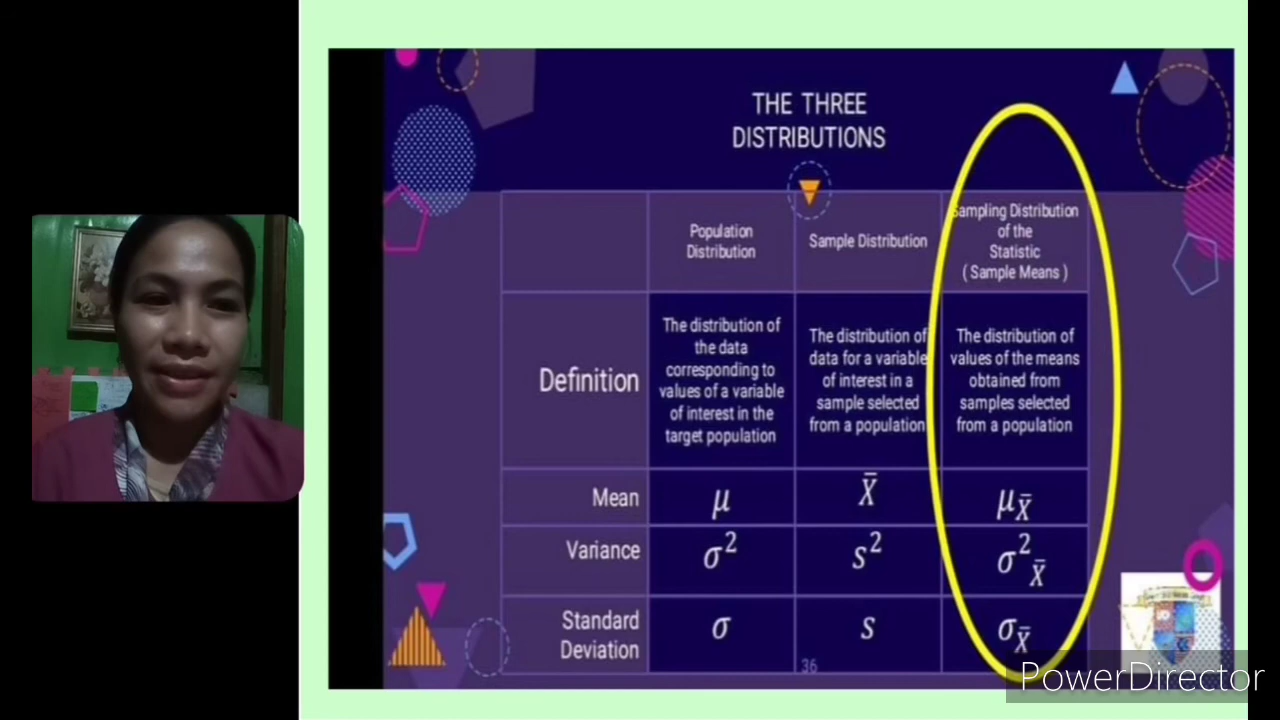 THE THREE
DISTRIBUTIONS
Population
Distribution
Sample Distribution
Sampling Distribution
of the
Statistic
( Sample Means )
Definition
The distribution of
the data
corresponding to
values of a variable
of interest in the
target population
The distribution of
data for a variable
of interest in a
sample selected
from a population
The distribution of
values of the means
obtained from
samples selected
from a population
Mean
μ
X̄
μX̄
Variance
σ²
s²
σ²X̄
Standard
Deviation
σ
s
σX̄
36
PowerDirector